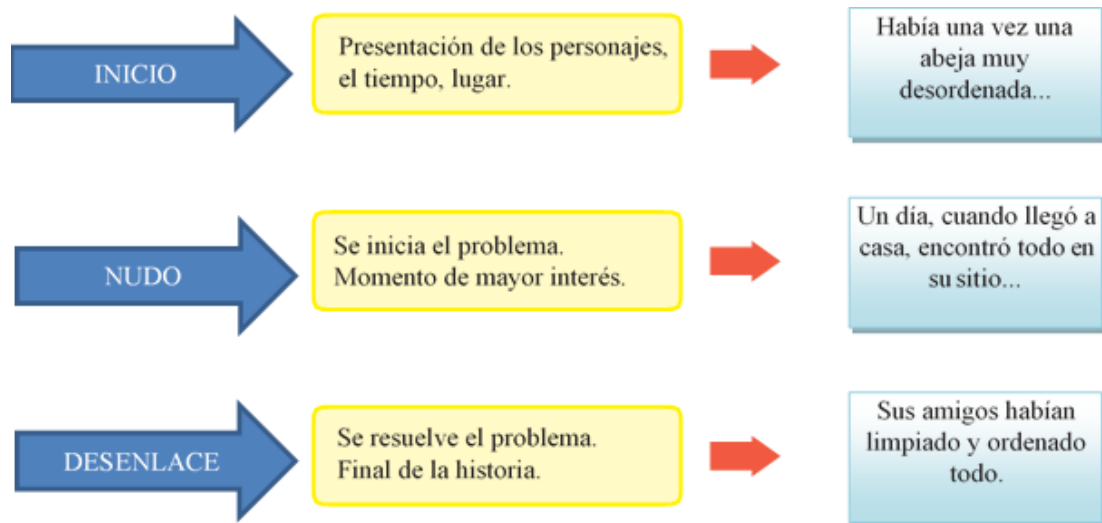 INICIO
Presentación de los personajes,
el tiempo, lugar.
Había una vez una
abeja muy
desordenada...
NUDO
Se inicia el problema.
Momento de mayor interés.
Un día, cuando llegó a
casa, encontró todo en
su sitio...
DESENLACE
Se resuelve el problema.
Final de la historia.
Sus amigos habían
limpiado y ordenado
todo.